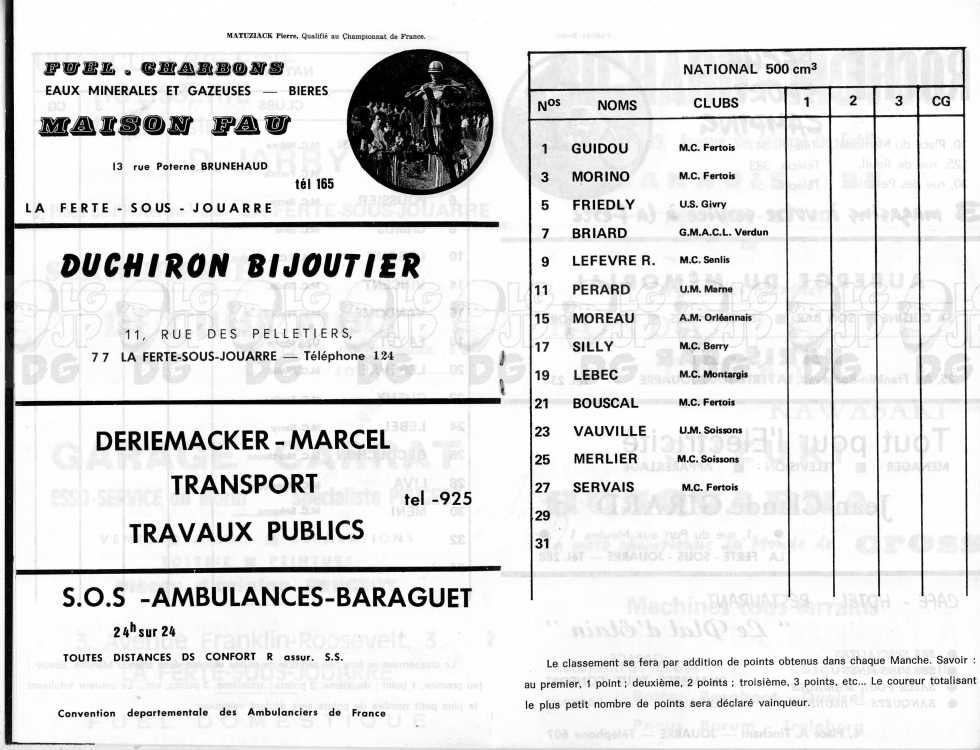 MATUZIACK Pierre, Qualifié au Championnat de France.
FUEL . CHARBONS
EAUX MINERALES ET GAZEUSES — BIERES
MAISON FAU
13 rue Poterne BRUNEHAUD
tél 165
LA FERTE - SOUS - JOUARRE
DUCHIRON BIJOUTIER
11, RUE DES PELLETIERS,
77 LA FERTE-SOUS-JOUARRE — Téléphone 124
DERIEMACKER - MARCEL
TRANSPORT
tel -925
TRAVAUX PUBLICS
S.O.S -AMBULANCES-BARAGUET
24h sur 24
TOUTES DISTANCES DS CONFORT R assur. S.S.
Convention departementale des Ambulanciers de France
NATIONAL 500 cm3
Nos NOMS CLUBS 1 2 3 CG
1 GUIDOU M.C. Fertois
3 MORINO M.C. Fertois
5 FRIEDLY U.S. Givry
7 BRIARD G.M.A.C.L. Verdun
9 LEFEVRE R. M.C. Senlis
11 PERARD U.M. Marne
15 MOREAU A.M. Orléannais
17 SILLY M.C. Berry
19 LEBEC M.C. Montargis
21 BOUSCAL M.C. Fertois
23 VAUVILLE U.M. Soissons
25 MERLIER M.C. Soissons
27 SERVAIS M.C. Fertois
29
31
Le classement se fera par addition de points obtenus dans chaque Manche. Savoir :
au premier, 1 point ; deuxième, 2 points ; troisième, 3 points, etc... Le coureur totalisant
le plus petit nombre de points sera déclaré vainqueur.
LG
JP
DG